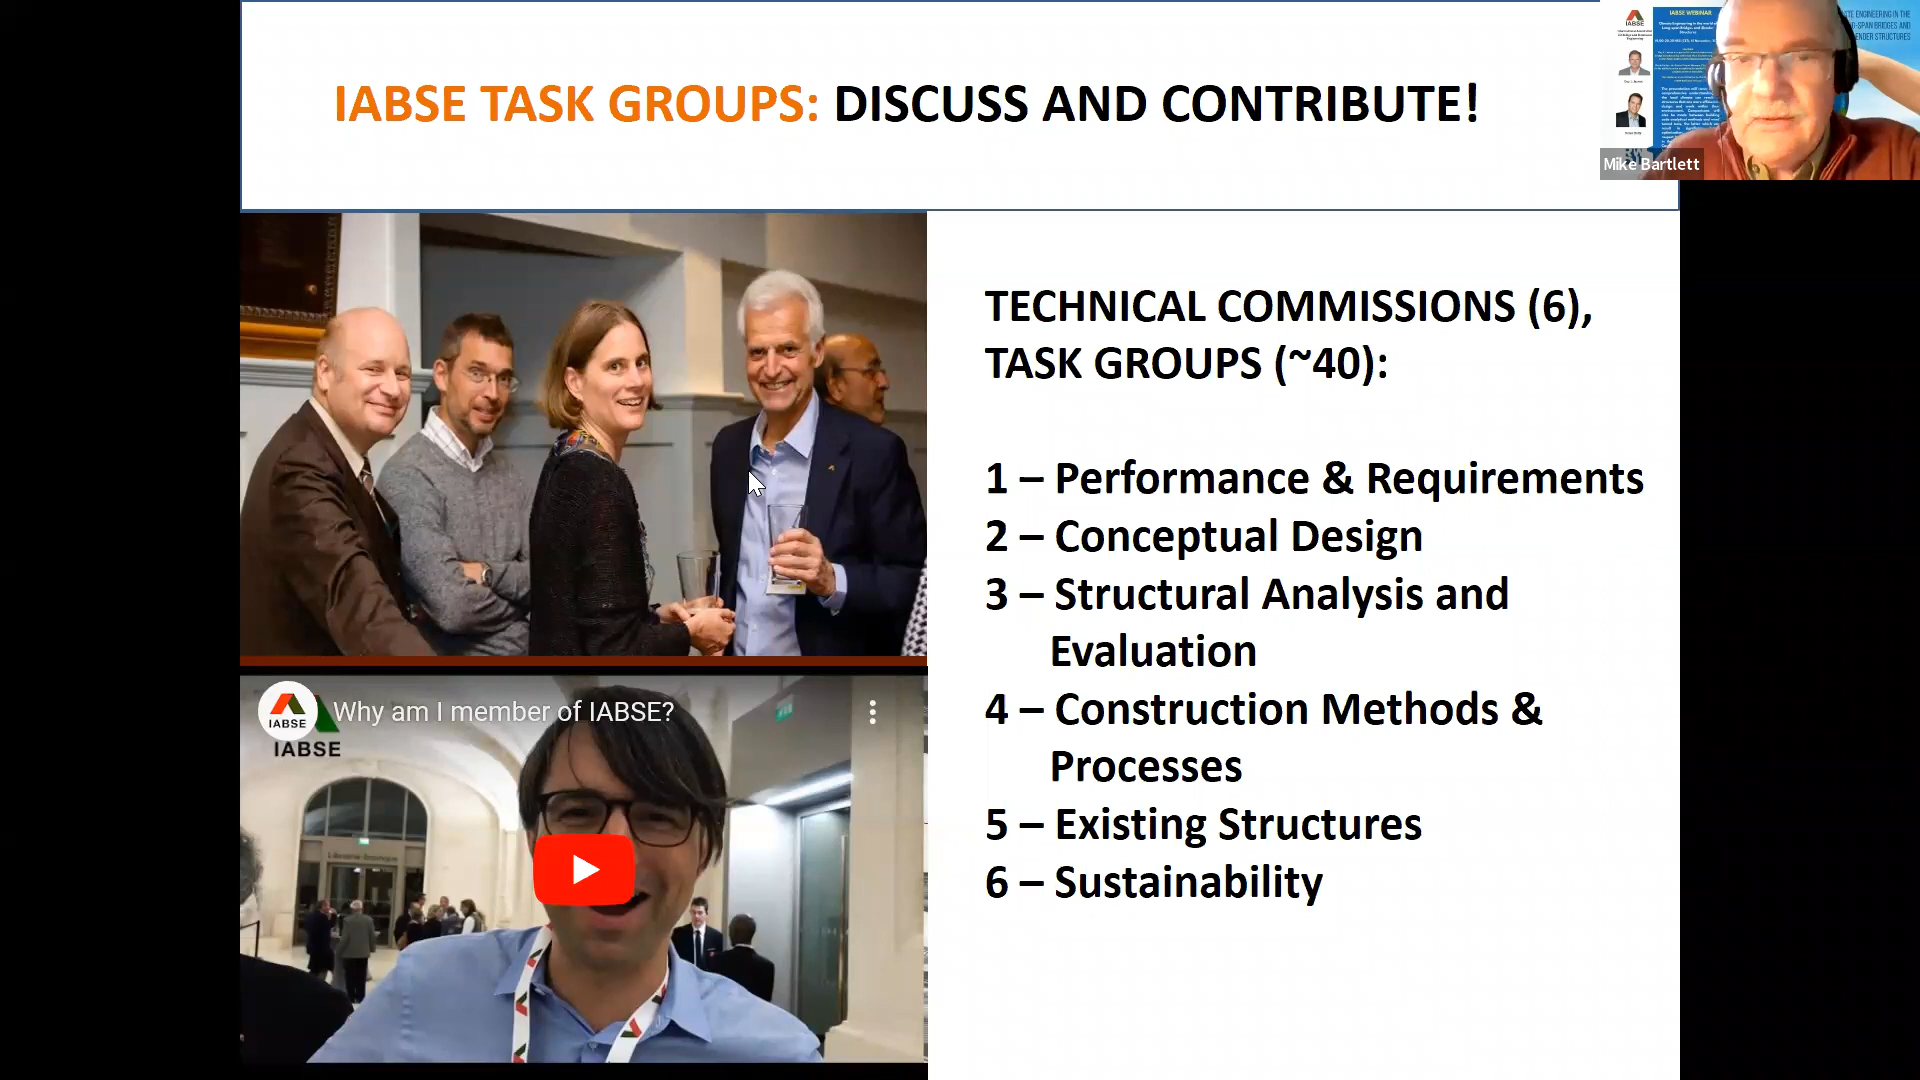 IABSE TASK GROUPS: DISCUSS AND CONTRIBUTE!
IABSE
IABSE WEBINAR
Mike Bartlett
TECHNICAL COMMISSIONS (6),
TASK GROUPS (~40):
1 – Performance & Requirements
2 – Conceptual Design
3 – Structural Analysis and
Evaluation
4 – Construction Methods &
Processes
5 – Existing Structures
6 – Sustainability
IABSE
Why am I member of IABSE?
IABSE